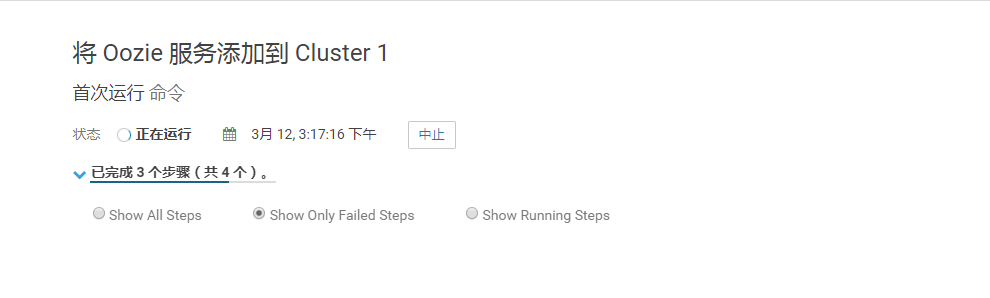 将 Oozie 服务添加到 Cluster 1
首次运行 命令
状态 正在运行 3月 12, 3:17:16 下午 中止
已完成 3 个步骤（共 4 个）。
Show All Steps Show Only Failed Steps Show Running Steps